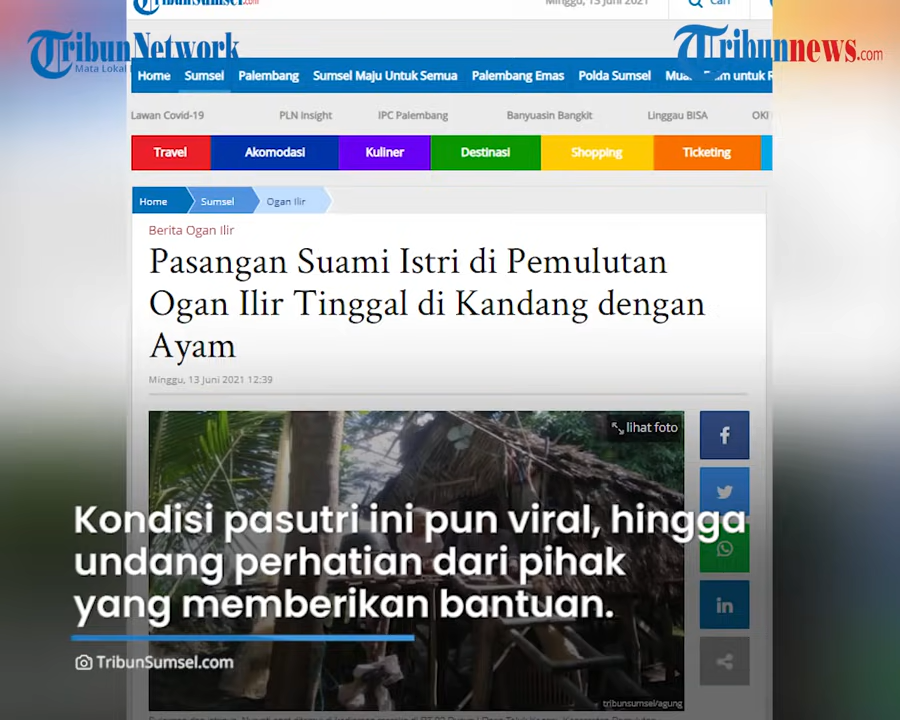 TribunSumsel.com
Minggu, 13 Juni 2021
Cari
Tribun Network
Mata Lokal
Tribunnews.com
Home Sumsel Palembang Sumsel Maju Untuk Semua Palembang Emas Polda Sumsel
Lawan Covid-19 PLN Insight IPC Palembang Banyuasin Bangkit Linggau BISA OKI
Travel Akomodasi Kuliner Destinasi Shopping Ticketing
Home Sumsel Ogan Ilir
Berita Ogan Ilir
Pasangan Suami Istri di Pemulutan
Ogan Ilir Tinggal di Kandang dengan
Ayam
Minggu, 13 Juni 2021 12:39
lihat foto
Kondisi pasutri ini pun viral, hingga
undang perhatian dari pihak
yang memberikan bantuan.
TribunSumsel.com
tribunsumsel/agung